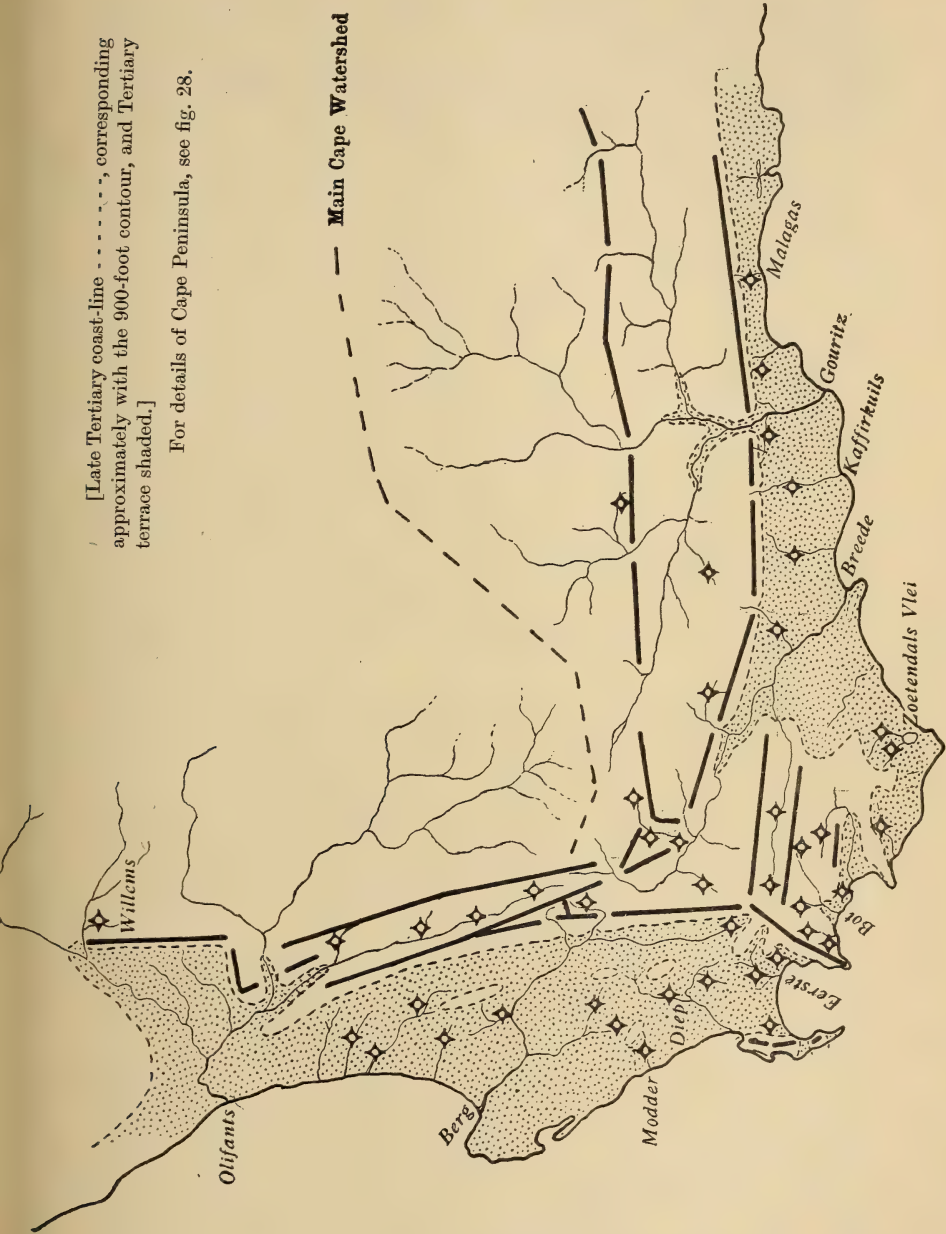 [Late Tertiary coast-line - - - - - - -, corresponding
approximately with the 900-foot contour, and Tertiary
terrace shaded.]
For details of Cape Peninsula, see fig. 28.
Main Cape Watershed
Willems
Olifants
Berg
Modder
Diep
Eerste
Bot
Zoetendals Vlei
Breede
Kaffirkuils
Gouritz
Malagas